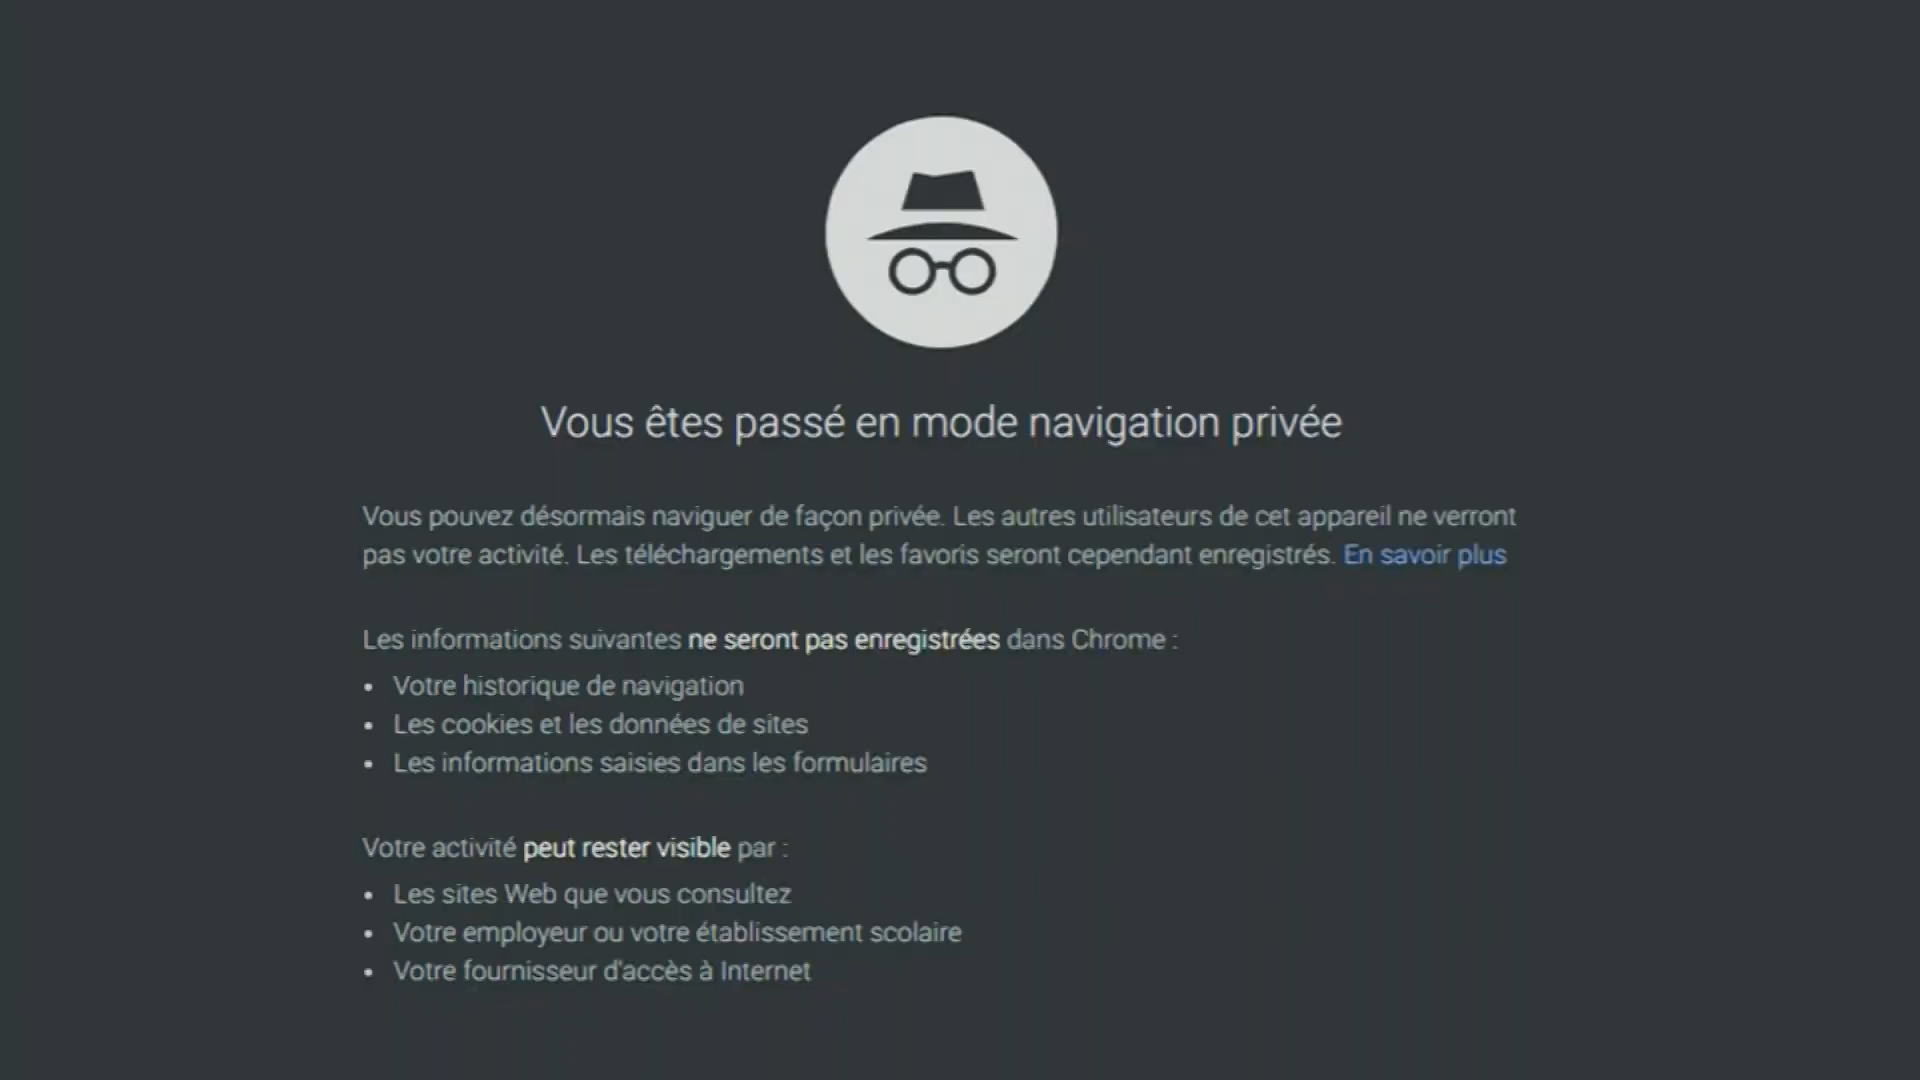 Vous êtes passé en mode navigation privée
Vous pouvez désormais naviguer de façon privée. Les autres utilisateurs de cet appareil ne verront
pas votre activité. Les téléchargements et les favoris seront cependant enregistrés. En savoir plus
Les informations suivantes ne seront pas enregistrées dans Chrome :
• Votre historique de navigation
• Les cookies et les données de sites
• Les informations saisies dans les formulaires
Votre activité peut rester visible par :
• Les sites Web que vous consultez
• Votre employeur ou votre établissement scolaire
• Votre fournisseur d'accès à Internet